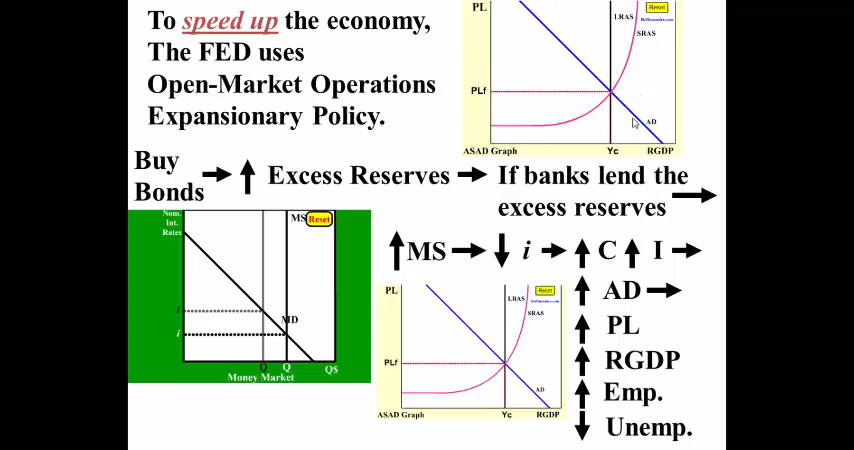 To speed up the economy,
The FED uses
Open-Market Operations
Expansionary Policy.
PL
Reset
LRAS
SRAS
PLf
AD
ASAD Graph
Yc
RGDP
Buy
Bonds
Excess Reserves
If banks lend the
excess reserves
Nom.
Int.
Rates
MS
Reset
i
i
MD
Q
Q
Q$
Money Market
MS
i
C
I
AD
PL
RGDP
Emp.
Unemp.
PL
Reset
LRAS
SRAS
PLf
AD
ASAD Graph
Yc
RGDP